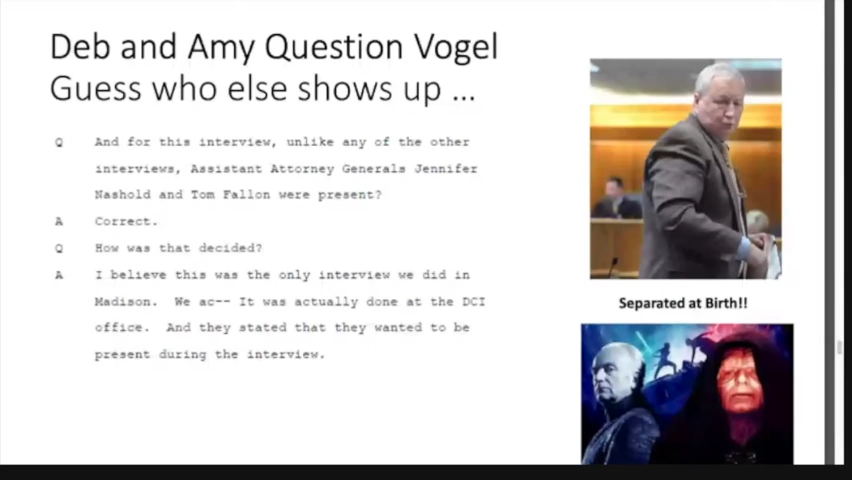 Deb and Amy Question Vogel
Guess who else shows up ...
Q And for this interview, unlike any of the other
interviews, Assistant Attorney Generals Jennifer
Nashold and Tom Fallon were present?
A Correct.
Q How was that decided?
A I believe this was the only interview we did in
Madison. We ac-- It was actually done at the DCI
office. And they stated that they wanted to be
present during the interview.
Separated at Birth!!